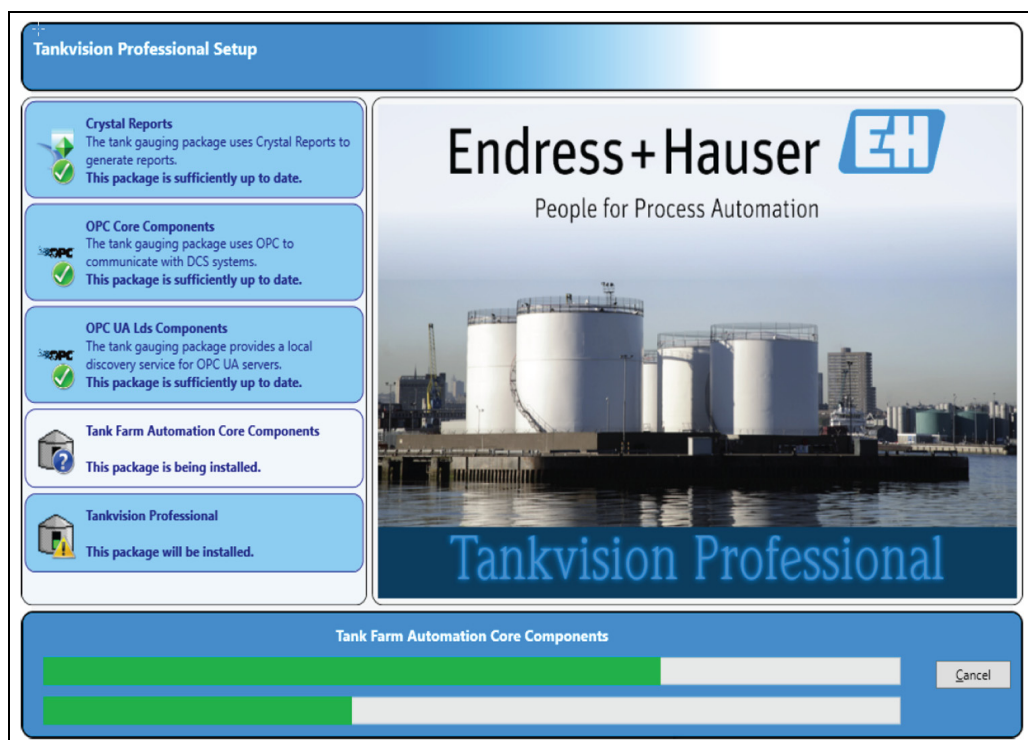 Tankvision Professional Setup
Crystal Reports
The tank gauging package uses Crystal Reports to
generate reports.
This package is sufficiently up to date.
OPC Core Components
The tank gauging package uses OPC to
communicate with DCS systems.
This package is sufficiently up to date.
OPC
OPC UA Lds Components
The tank gauging package provides a local
discovery service for OPC UA servers.
This package is sufficiently up to date.
OPC
Tank Farm Automation Core Components
This package is being installed.
?
Tankvision Professional
This package will be installed.
!
Endress+Hauser
EH
People for Process Automation
Tankvision Professional
Tank Farm Automation Core Components
Cancel